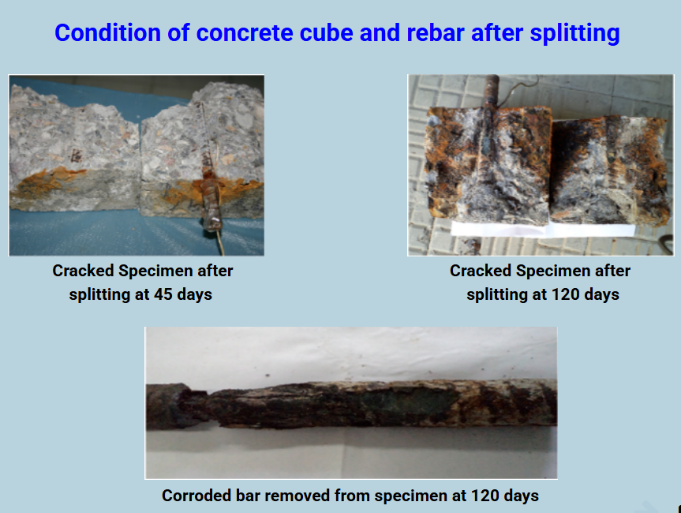 Condition of concrete cube and rebar after splitting
Cracked Specimen after
splitting at 45 days
Cracked Specimen after
splitting at 120 days
Corroded bar removed from specimen at 120 days